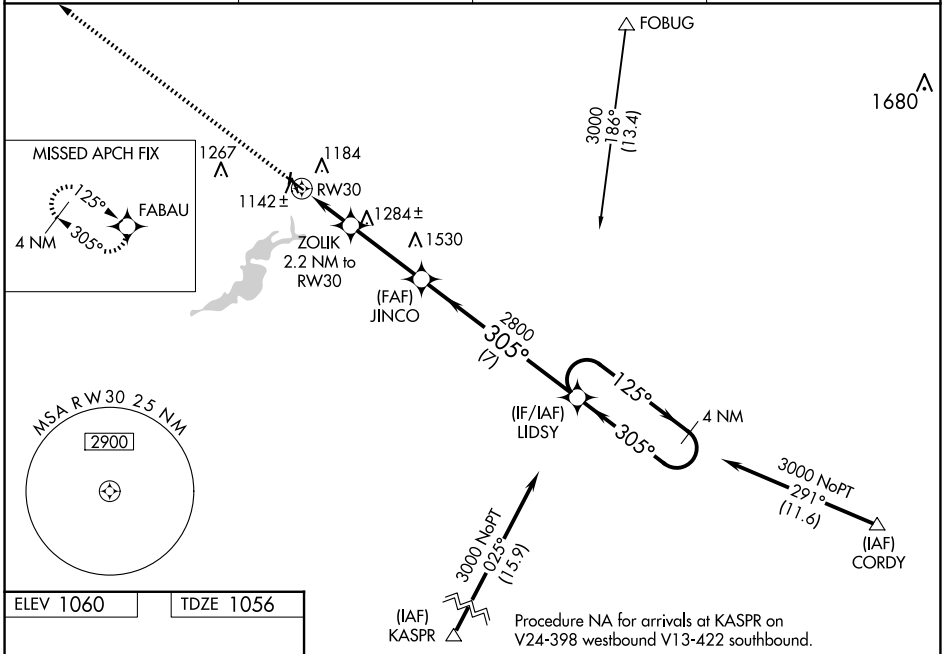 FOBUG
3000
186°
(13.4)
1680
MISSED APCH FIX
125°
FABAU
4 NM
305°
1267
1184
RW30
1142±
1284±
ZOLIK
2.2 NM to
RW30
1530
(FAF)
JINCO
2800
305°
(7)
125°
4 NM
(IF/IAF)
LIDSY
305°
MSA RW30 25 NM
2900
3000 NoPT
291°
(11.6)
(IAF)
CORDY
3000 NoPT
025°
(15.9)
(IAF)
KASPR
Procedure NA for arrivals at KASPR on
V24-398 westbound V13-422 southbound.
ELEV 1060
TDZE 1056